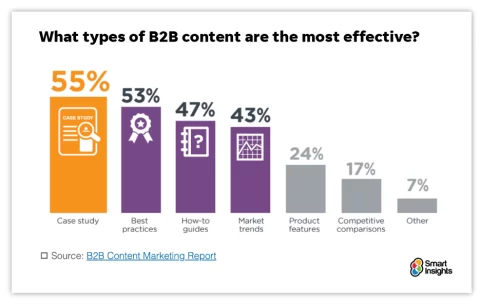 What types of B2B content are the most effective?
55%
53%
47%
43%
24%
17%
7%
CASE STUDY
?
Case study
Best
practices
How-to
guides
Market
trends
Product
features
Competitive
comparisons
Other
Source: B2B Content Marketing Report
Smart
Insights